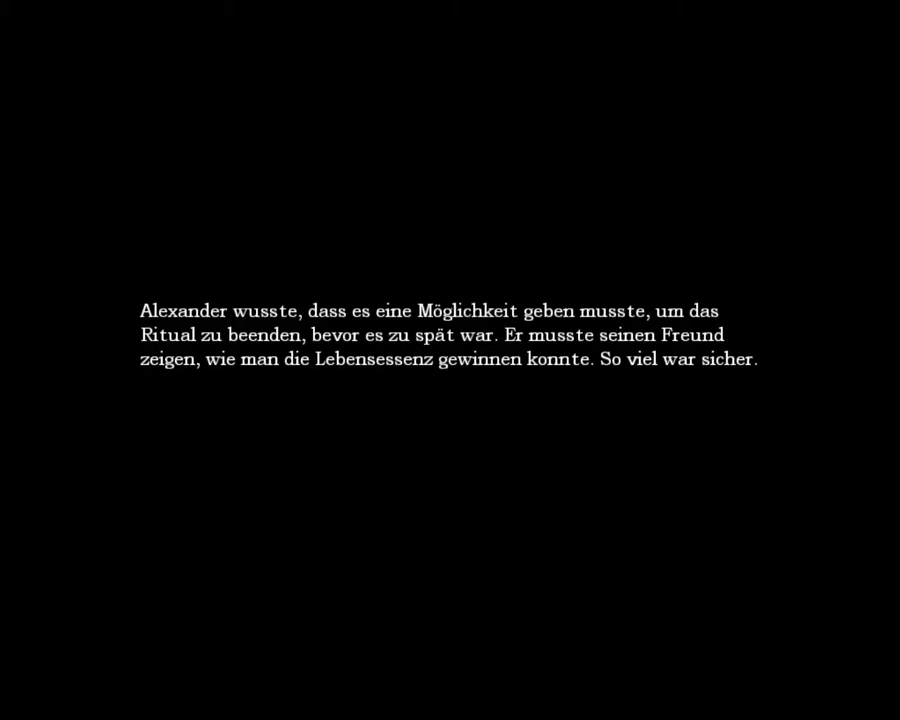 Alexander wusste, dass es eine Möglichkeit geben musste, um das
Ritual zu beenden, bevor es zu spät war. Er musste seinen Freund
zeigen, wie man die Lebensessenz gewinnen konnte. So viel war sicher.